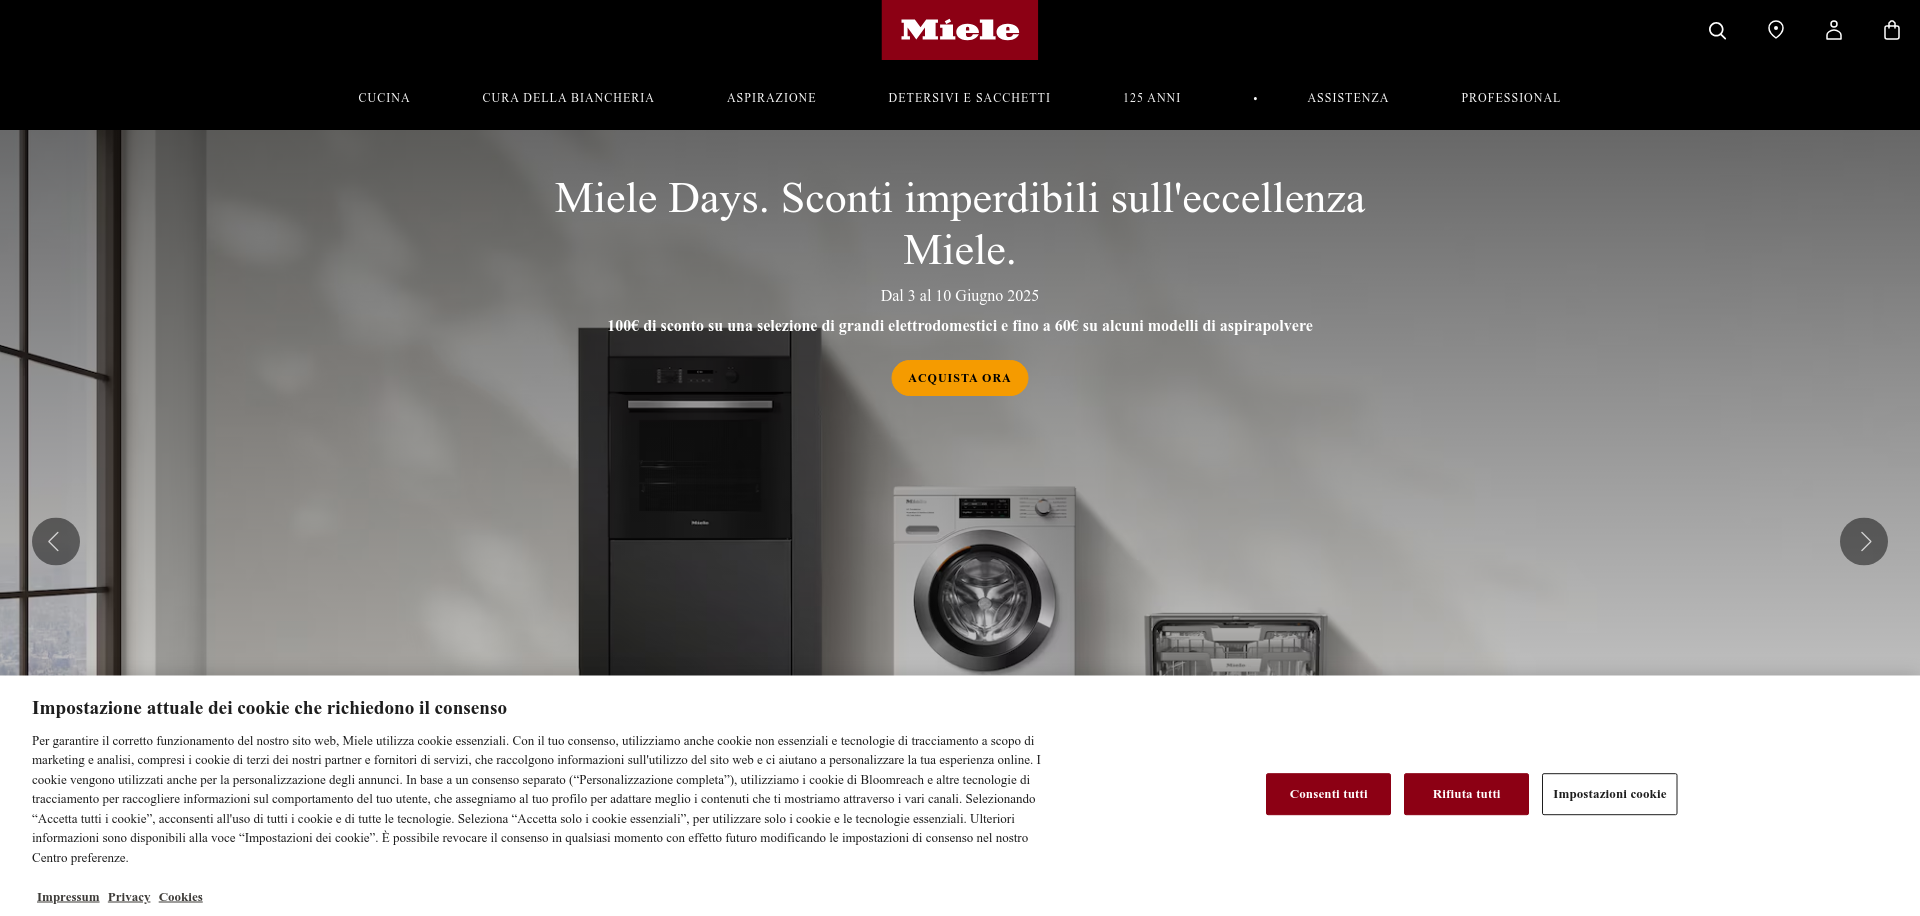 Miele
CUCINA
CURA DELLA BIANCHERIA
ASPIRAZIONE
DETERSIVI E SACCHETTI
125 ANNI
•
ASSISTENZA
PROFESSIONAL
Miele Days. Sconti imperdibili sull'eccellenza
Miele.
Dal 3 al 10 Giugno 2025
100€ di sconto su una selezione di grandi elettrodomestici e fino a 60€ su alcuni modelli di aspirapolvere
ACQUISTA ORA
Miele
Miele
Miele
Impostazione attuale dei cookie che richiedono il consenso
Per garantire il corretto funzionamento del nostro sito web, Miele utilizza cookie essenziali. Con il tuo consenso, utilizziamo anche cookie non essenziali e tecnologie di tracciamento a scopo di
marketing e analisi, compresi i cookie di terzi dei nostri partner e fornitori di servizi, che raccolgono informazioni sull'utilizzo del sito web e ci aiutano a personalizzare la tua esperienza online. I
cookie vengono utilizzati anche per la personalizzazione degli annunci. In base a un consenso separato (“Personalizzazione completa”), utilizziamo i cookie di Bloomreach e altre tecnologie di
tracciamento per raccogliere informazioni sul comportamento del tuo utente, che assegniamo al tuo profilo per adattare meglio i contenuti che ti mostriamo attraverso i vari canali. Selezionando
“Accetta tutti i cookie”, acconsenti all'uso di tutti i cookie e di tutte le tecnologie. Seleziona “Accetta solo i cookie essenziali”, per utilizzare solo i cookie e le tecnologie essenziali. Ulteriori
informazioni sono disponibili alla voce “Impostazioni dei cookie”. È possibile revocare il consenso in qualsiasi momento con effetto futuro modificando le impostazioni di consenso nel nostro
Centro preferenze.
Consenti tutti
Rifiuta tutti
Impostazioni cookie
Impressum Privacy Cookies